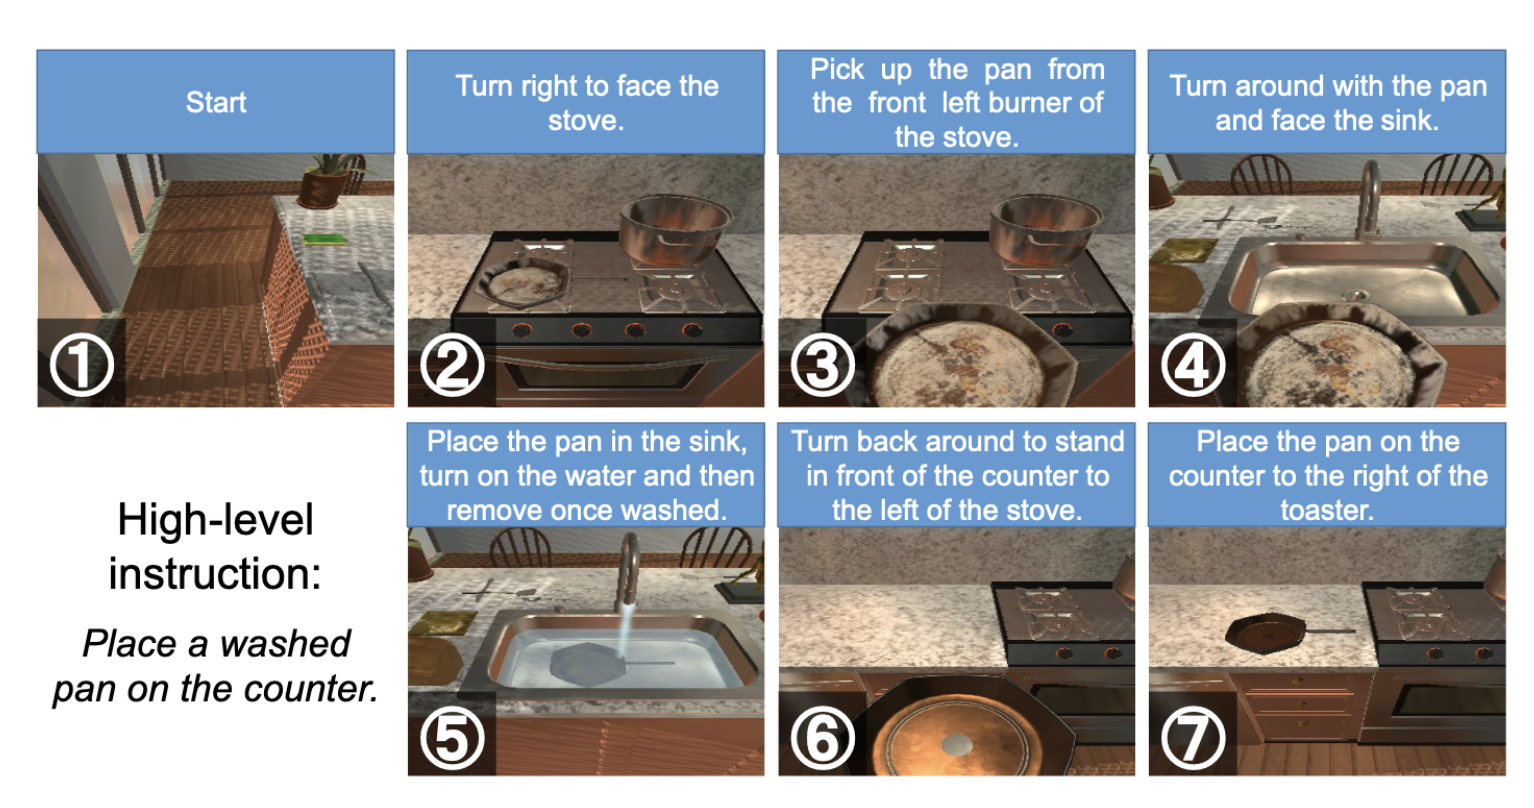 Start
Turn right to face the
stove.
Pick up the pan from
the front left burner of
the stove.
Turn around with the pan
and face the sink.
①
②
③
④
High-level
instruction:
Place a washed
pan on the counter.
Place the pan in the sink,
turn on the water and then
remove once washed.
Turn back around to stand
in front of the counter to
the left of the stove.
Place the pan on the
counter to the right of the
toaster.
⑤
⑥
⑦